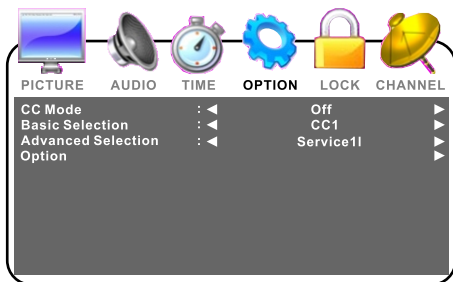 PICTURE AUDIO TIME OPTION LOCK CHANNEL
CC Mode : ◀ Off ▶
Basic Selection : ◀ CC1 ▶
Advanced Selection : ◀ Service1l ▶
Option ▶